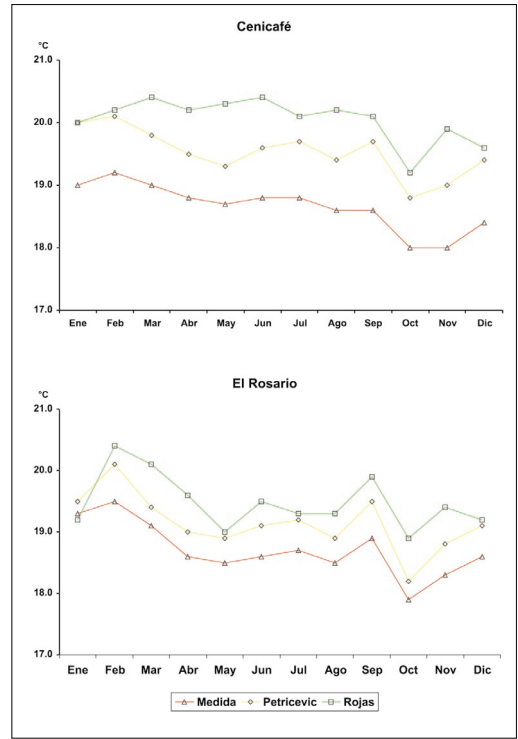 Cenicafé
°C
21.0
20.0
19.0
18.0
17.0
Ene Feb Mar Abr May Jun Jul Ago Sep Oct Nov Dic
El Rosario
°C
21.0
20.0
19.0
18.0
17.0
Ene Feb Mar Abr May Jun Jul Ago Sep Oct Nov Dic
Medida Petricevic Rojas